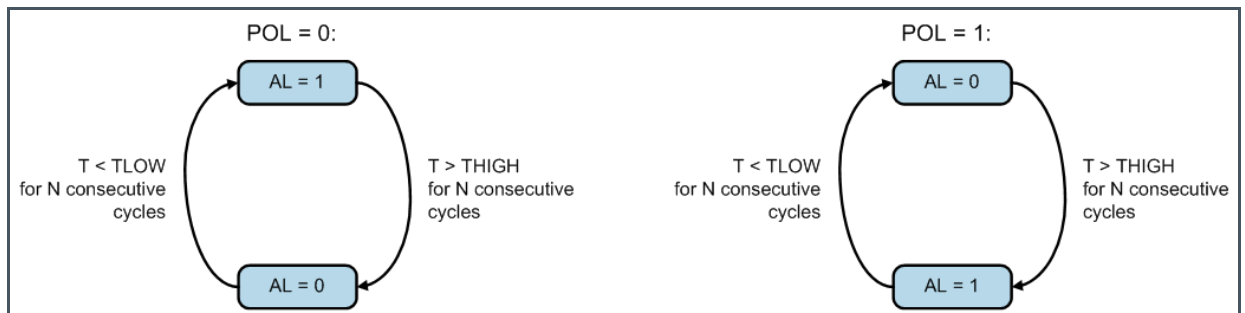 POL = 0:
AL = 1
T < TLOW
for N consecutive
cycles
T > THIGH
for N consecutive
cycles
AL = 0
POL = 1:
AL = 0
T < TLOW
for N consecutive
cycles
T > THIGH
for N consecutive
cycles
AL = 1